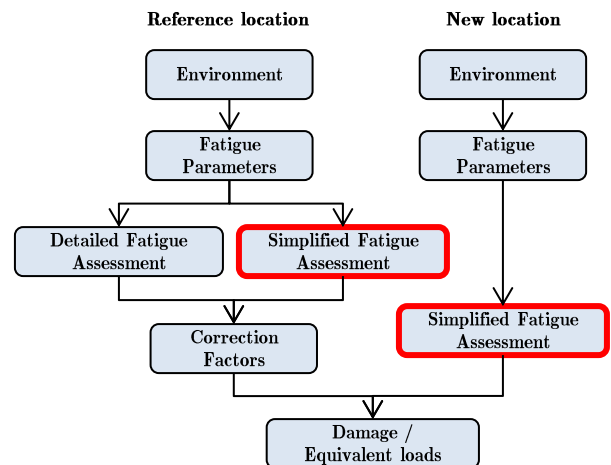 Reference location
New location
Environment
Environment
Fatigue
Parameters
Fatigue
Parameters
Detailed Fatigue
Assessment
Simplified Fatigue
Assessment
Simplified Fatigue
Assessment
Correction
Factors
Damage /
Equivalent loads